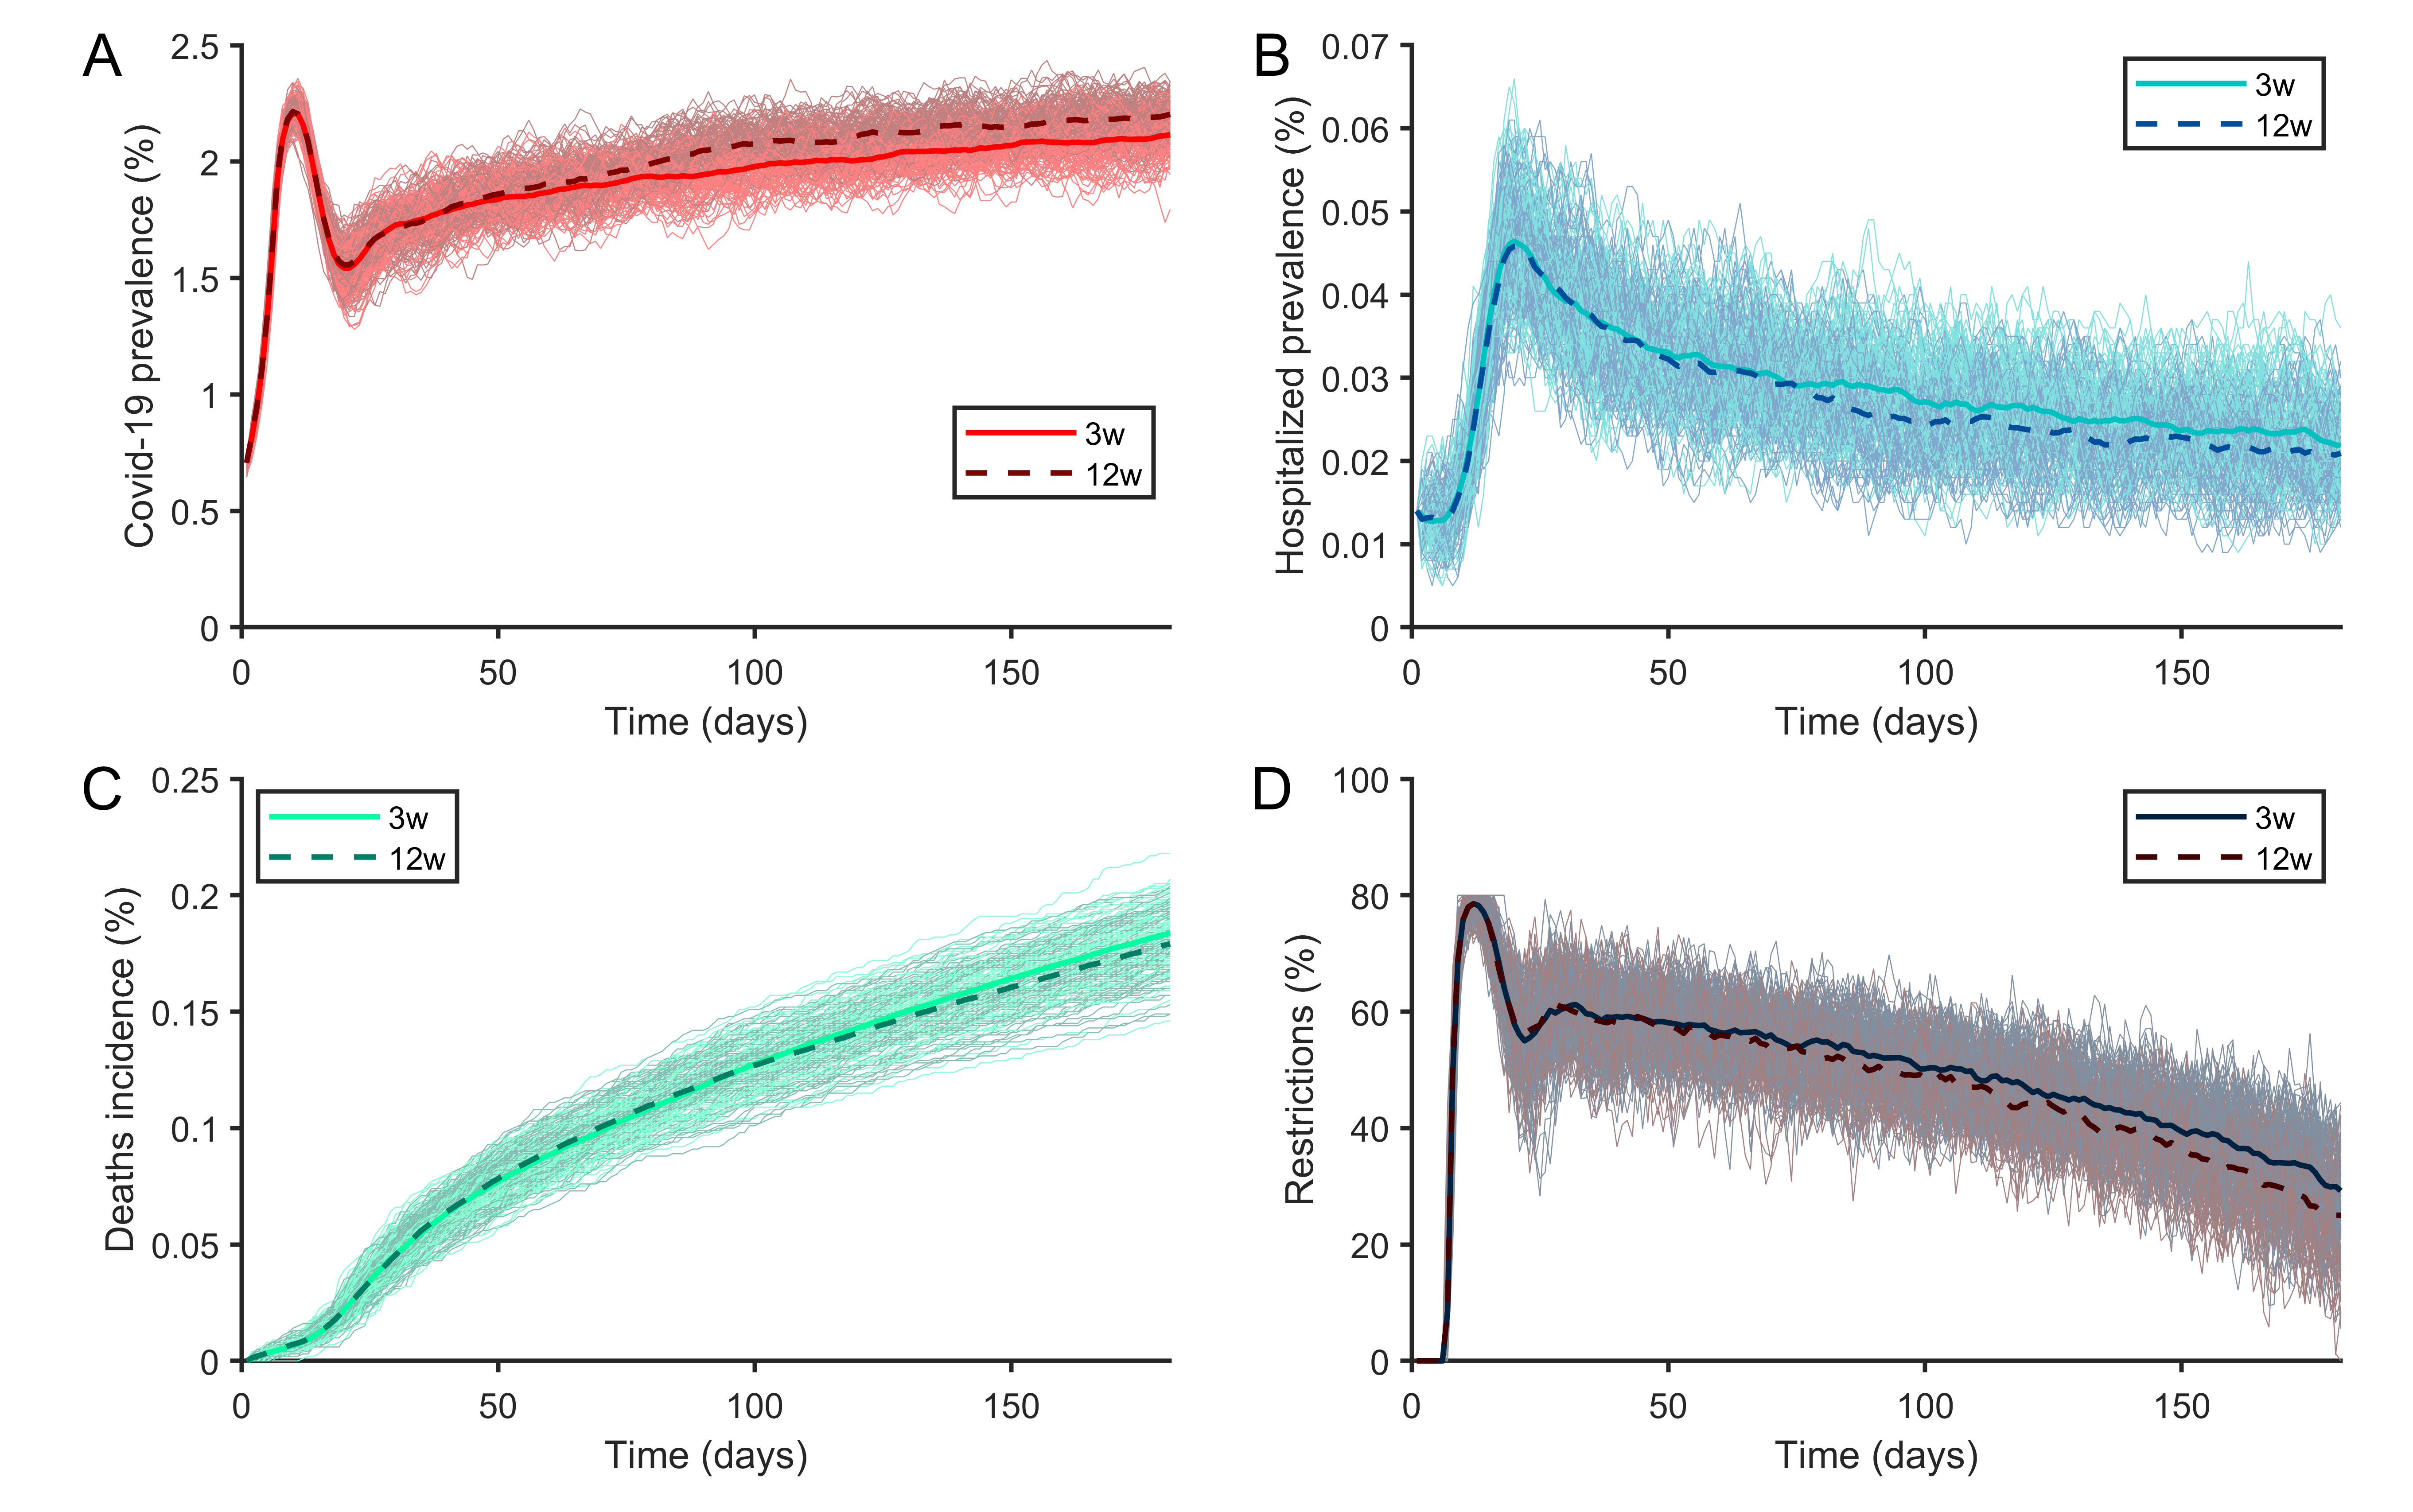 A
Covid-19 prevalence (%)
2.5
2
1.5
1
0.5
0
3w
12w
0 50 100 150
Time (days)
B
Hospitalized prevalence (%)
0.07
0.06
0.05
0.04
0.03
0.02
0.01
0
3w
12w
0 50 100 150
Time (days)
C
Deaths incidence (%)
0.25
0.2
0.15
0.1
0.05
0
3w
12w
0 50 100 150
Time (days)
D
Restrictions (%)
100
80
60
40
20
0
3w
12w
0 50 100 150
Time (days)